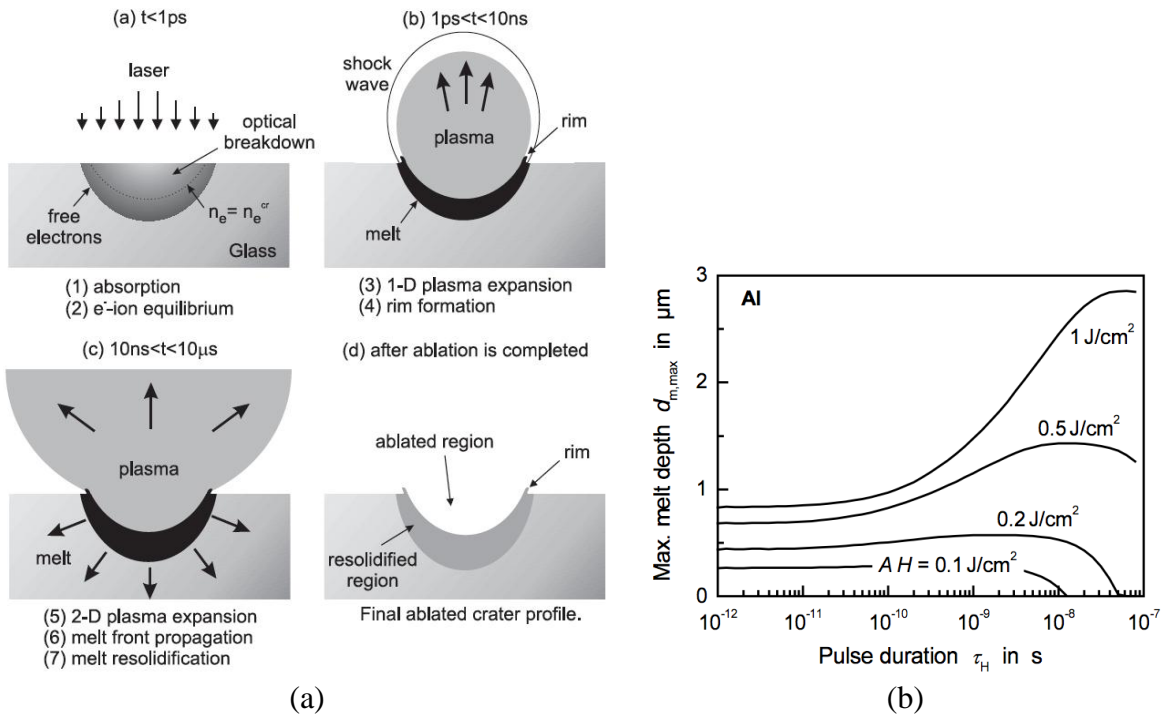 (a) t<1ps
laser
optical
breakdown
free
electrons
nₑ= nₑᶜʳ
Glass
(1) absorption
(2) e⁻-ion equilibrium
(b) 1ps<t<10ns
shock
wave
rim
plasma
melt
(3) 1-D plasma expansion
(4) rim formation
(c) 10ns<t<10µs
plasma
melt
(5) 2-D plasma expansion
(6) melt front propagation
(7) melt resolidification
(d) after ablation is completed
ablated region
rim
resolidified
region
Final ablated crater profile.
(a)
Max. melt depth d_m,max in µm
3
2
1
0
Al
1 J/cm²
0.5 J/cm²
0.2 J/cm²
A H = 0.1 J/cm²
10⁻¹² 10⁻¹¹ 10⁻¹⁰ 10⁻⁹ 10⁻⁸ 10⁻⁷
Pulse duration τ_H in s
(b)